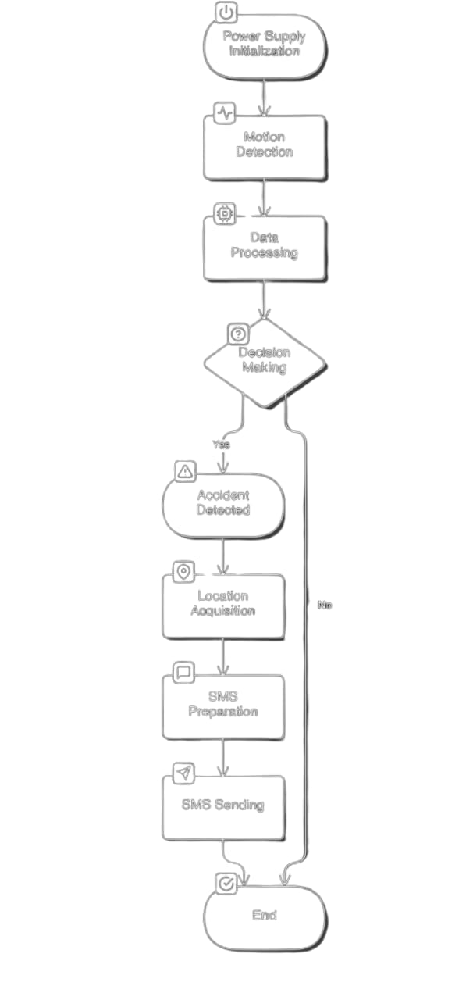 Power Supply
Initialization
Motion
Detection
Data
Processing
Decision
Making
Yes
Accident
Detected
Location
Acquisition
No
SMS
Preparation
SMS Sending
End